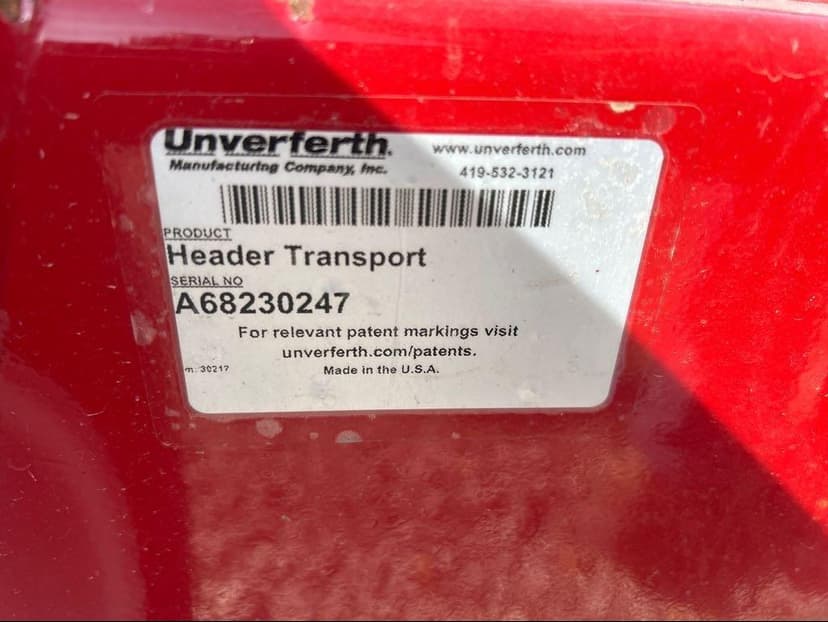 Unverferth.
Manufacturing Company, Inc.
www.unverferth.com
419-532-3121
PRODUCT
Header Transport
SERIAL NO
A68230247
For relevant patent markings visit
unverferth.com/patents.
m: 30217
Made in the U.S.A.